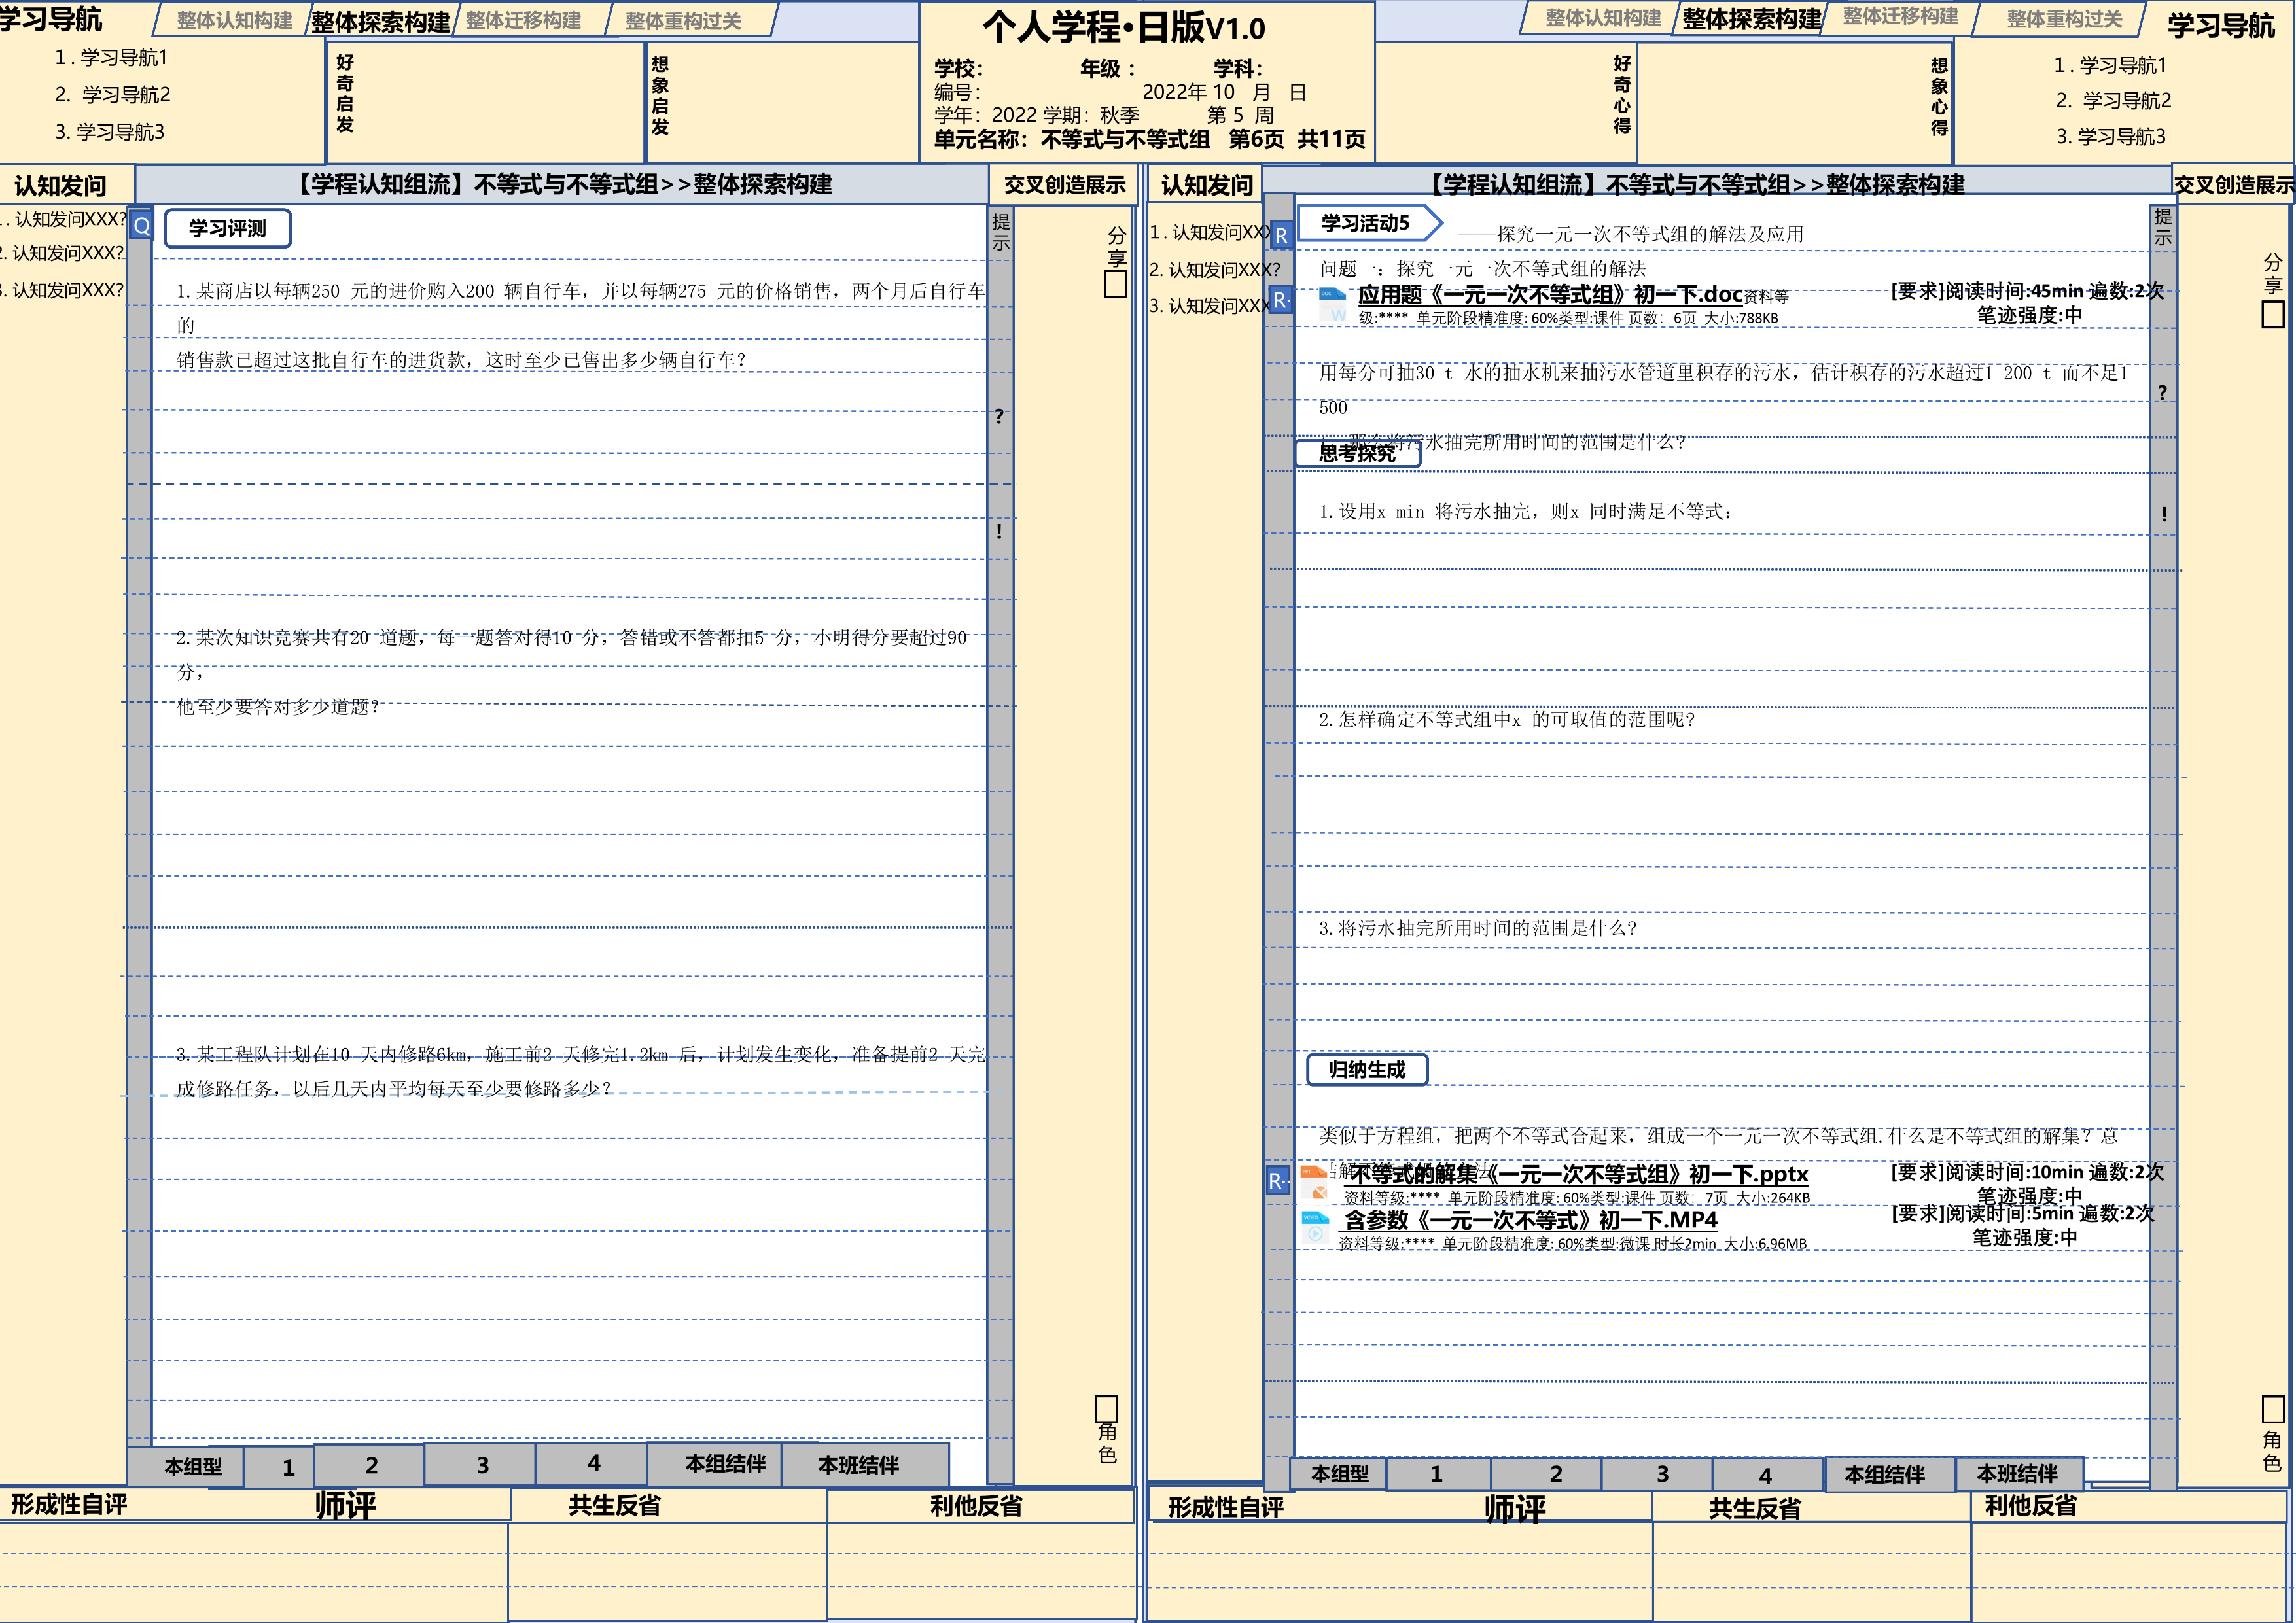 学习导航
整体认知构建
整体探索构建
整体迁移构建
整体重构过关
1.学习导航1
2. 学习导航2
3. 学习导航3
好奇启发
想象启发
个人学程•日版V1.0
学校： 年级 ： 学科：
编号： 2022年 10 月 日
学年：2022 学期：秋季 第 5 周
单元名称：不等式与不等式组 第6页 共11页
整体认知构建
整体探索构建
整体迁移构建
整体重构过关
学习导航
好奇心得
想象心得
1.学习导航1
2. 学习导航2
3. 学习导航3
认知发问
【学程认知组流】不等式与不等式组>>整体探索构建
交叉创造展示
. 认知发问XXX?
. 认知发问XXX?
. 认知发问XXX?
Q
学习评测
提示
分享
1.某商店以每辆250 元的进价购入200 辆自行车，并以每辆275 元的价格销售，两个月后自行车
的
销售款已超过这批自行车的进货款，这时至少已售出多少辆自行车？
?
!
2.某次知识竞赛共有20 道题，每一题答对得10 分，答错或不答都扣5 分，小明得分要超过90
分，
他至少要答对多少道题？
3.某工程队计划在10 天内修路6km，施工前2 天修完1.2km 后，计划发生变化，准备提前2 天完
成修路任务，以后几天内平均每天至少要修路多少？
角色
本组型 1 2 3 4 本组结伴 本班结伴
形成性自评 师评 共生反省 利他反省
认知发问
【学程认知组流】不等式与不等式组>>整体探索构建
交叉创造展示
1. 认知发问XXX
2. 认知发问XXX?
3. 认知发问XXX
R
学习活动5
——探究一元一次不等式组的解法及应用
提示
分享
问题一：探究一元一次不等式组的解法
R·
应用题《一元一次不等式组》初一下.doc资料等
级:**** 单元阶段精准度: 60%类型:课件 页数：6页 大小:788KB
[要求]阅读时间:45min 遍数:2次
笔迹强度:中
用每分可抽30 t 水的抽水机来抽污水管道里积存的污水，估计积存的污水超过1 200 t 而不足1
500
那么将污水抽完所用时间的范围是什么？
思考探究
?
!
1.设用x min 将污水抽完，则x 同时满足不等式：
2.怎样确定不等式组中x 的可取值的范围呢？
3.将污水抽完所用时间的范围是什么？
归纳生成
类似于方程组，把两个不等式合起来，组成一个一元一次不等式组.什么是不等式组的解集？总
R··
不等式的解集《一元一次不等式组》初一下.pptx
资料等级:**** 单元阶段精准度: 60%类型:课件 页数：7页 大小:264KB
[要求]阅读时间:10min 遍数:2次
笔迹强度:中
含参数《一元一次不等式》初一下.MP4
资料等级:**** 单元阶段精准度: 60%类型:微课 时长2min 大小:6.96MB
[要求]阅读时间:5min 遍数:2次
笔迹强度:中
角色
本组型 1 2 3 4 本组结伴 本班结伴
形成性自评 师评 共生反省 利他反省